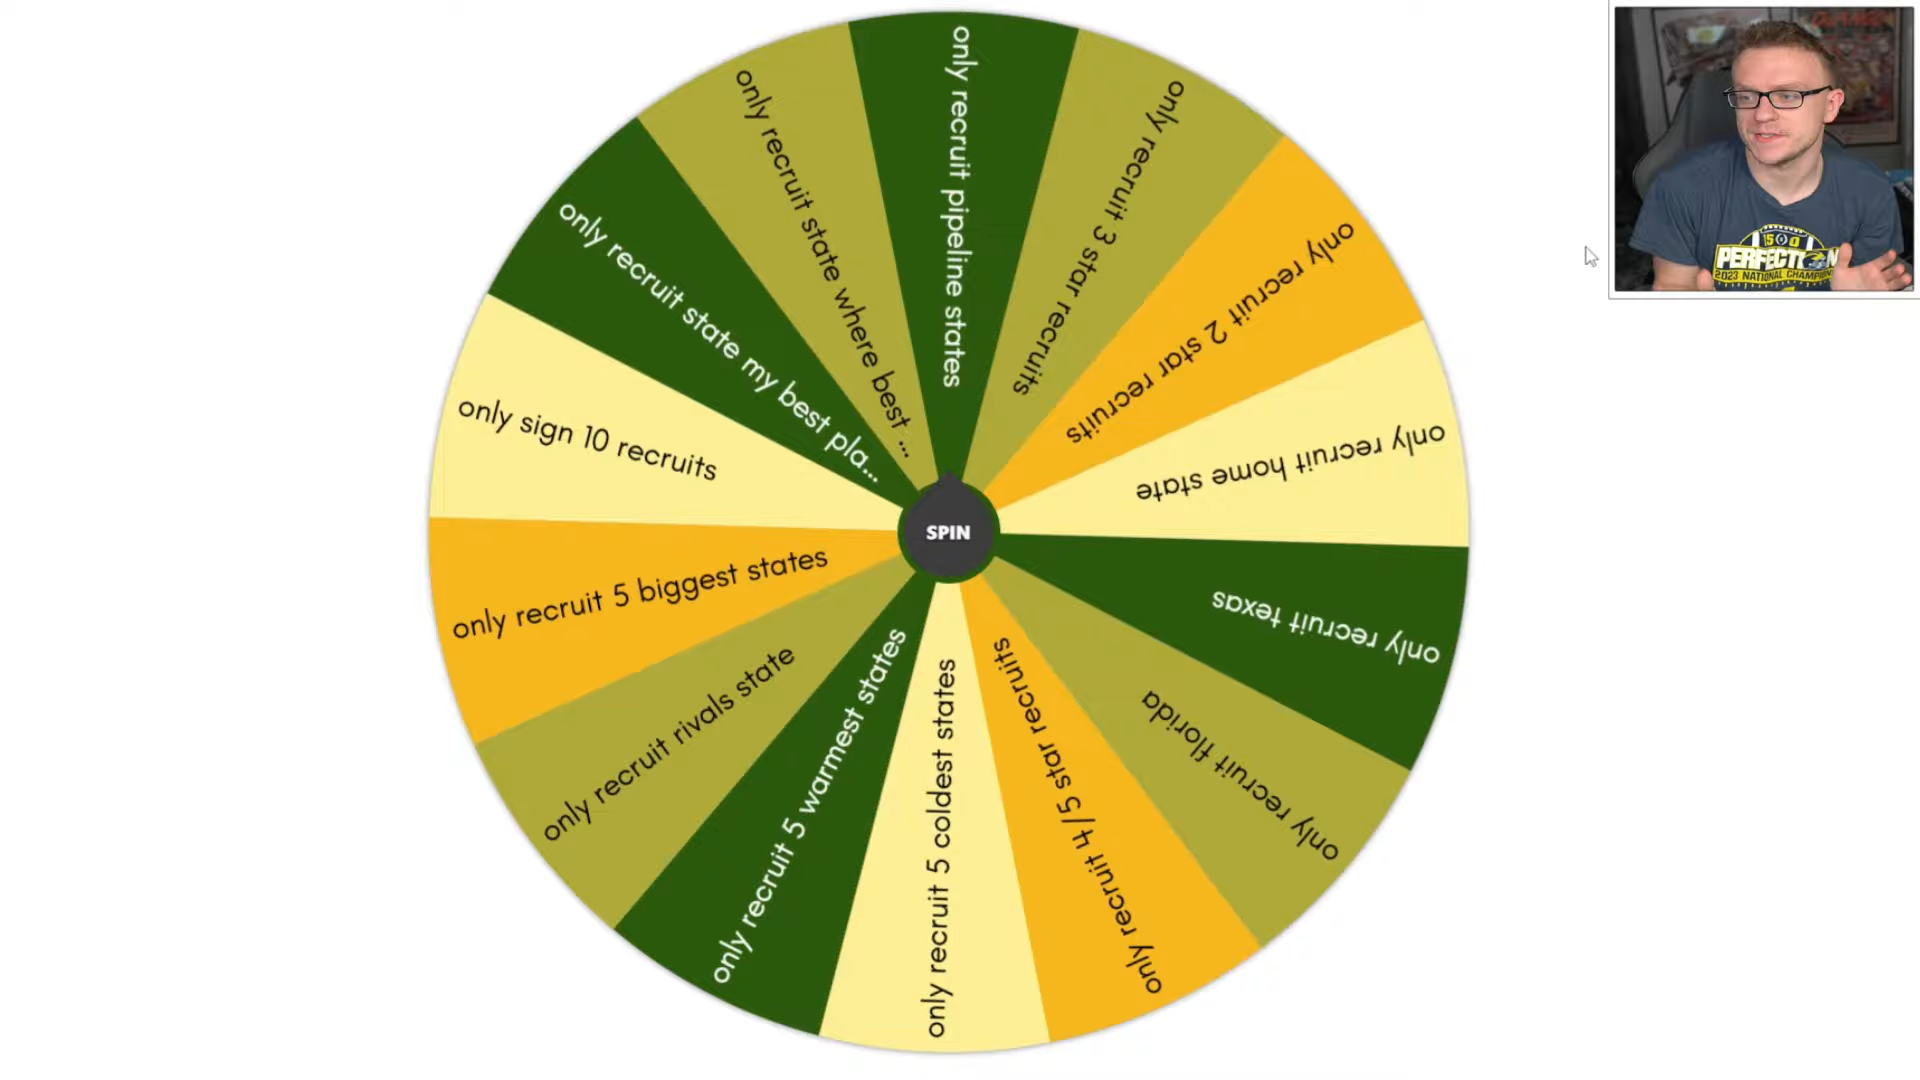 only recruit pipeline states
only recruit 3 star recruits
only recruit 2 star recruits
only recruit home state
only recruit texas
only recruit florida
only recruit 4/5 star recruits
only recruit 5 coldest states
only recruit 5 warmest states
only recruit rivals state
only recruit 5 biggest states
only sign 10 recruits
only recruit state my best pla...
only recruit state where best ...
SPIN
PERFECTION
2023 NATIONAL CHAMPIONS